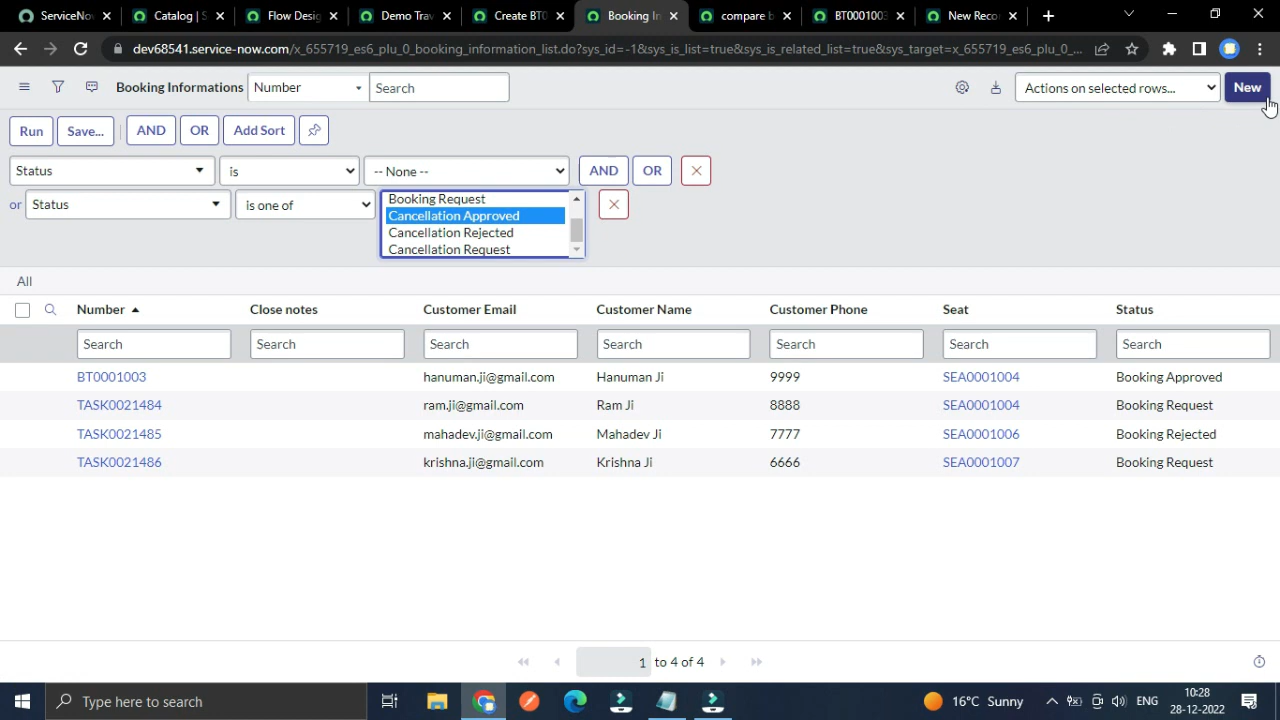 ServiceNov
Catalog | S
Flow Desig
Demo Trav
Create BT0
Booking In
compare b
BT0001003
New Reco
dev68541.service-now.com/x_655719_es6_plu_0_booking_information_list.do?sys_id=-1&sys_is_list=true&sys_is_related_list=true&sys_target=x_655719_es6_plu_0_...
Booking Informations Number Search Actions on selected rows... New
Run Save... AND OR Add Sort
Status is -- None -- AND OR
or Status is one of Booking Request
Cancellation Approved
Cancellation Rejected
Cancellation Request
All
Number Close notes Customer Email Customer Name Customer Phone Seat Status
Search Search Search Search Search Search Search
BT0001003 hanuman.ji@gmail.com Hanuman Ji 9999 SEA0001004 Booking Approved
TASK0021484 ram.ji@gmail.com Ram Ji 8888 SEA0001004 Booking Request
TASK0021485 mahadev.ji@gmail.com Mahadev Ji 7777 SEA0001006 Booking Rejected
TASK0021486 krishna.ji@gmail.com Krishna Ji 6666 SEA0001007 Booking Request
1 to 4 of 4
Type here to search
16°C Sunny
ENG
10:28
28-12-2022